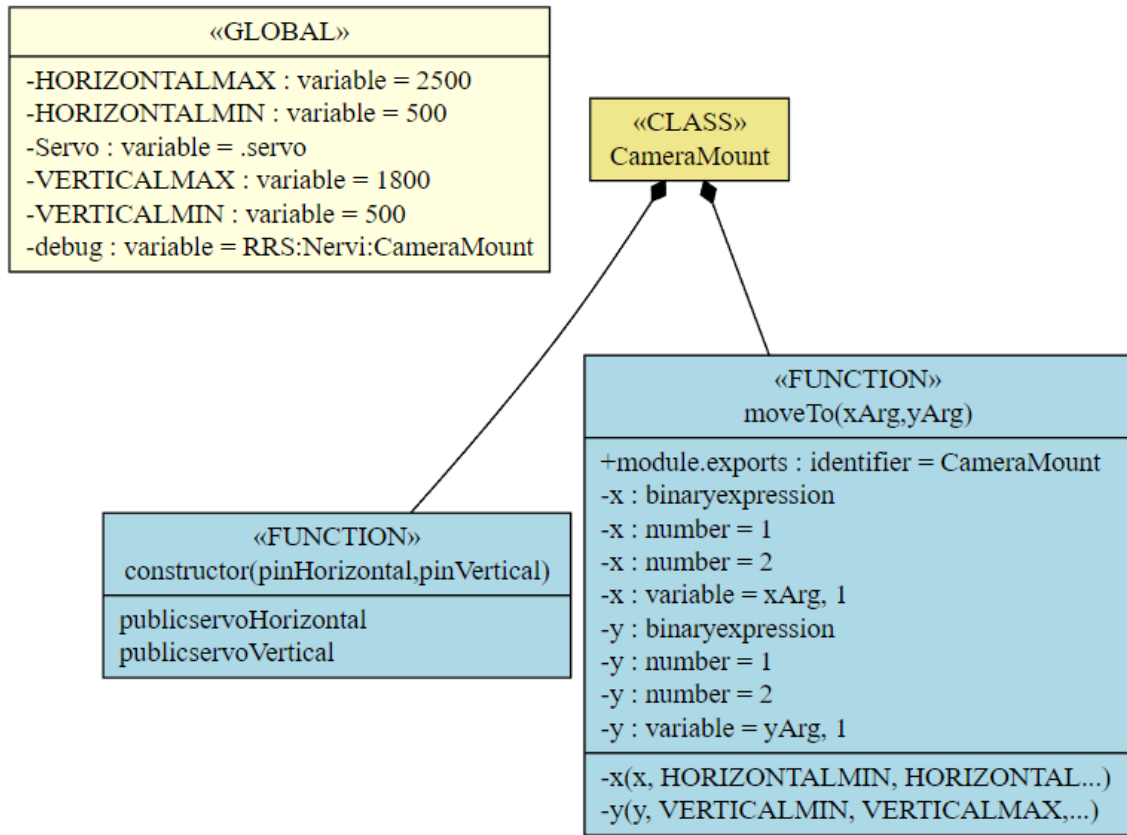 «GLOBAL»
-HORIZONTALMAX : variable = 2500
-HORIZONTALMIN : variable = 500
-Servo : variable = .servo
-VERTICALMAX : variable = 1800
-VERTICALMIN : variable = 500
-debug : variable = RRS:Nervi:CameraMount
«CLASS»
CameraMount
«FUNCTION»
constructor(pinHorizontal,pinVertical)
publicservoHorizontal
publicservoVertical
«FUNCTION»
moveTo(xArg,yArg)
+module.exports : identifier = CameraMount
-x : binaryexpression
-x : number = 1
-x : number = 2
-x : variable = xArg, 1
-y : binaryexpression
-y : number = 1
-y : number = 2
-y : variable = yArg, 1
-x(x, HORIZONTALMIN, HORIZONTAL...)
-y(y, VERTICALMIN, VERTICALMAX,...)